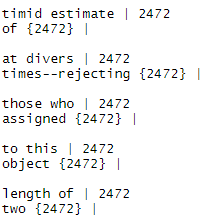 timid estimate | 2472
of {2472} |
at divers | 2472
times--rejecting {2472} |
those who | 2472
assigned {2472} |
to this | 2472
object {2472} |
length of | 2472
two {2472} |